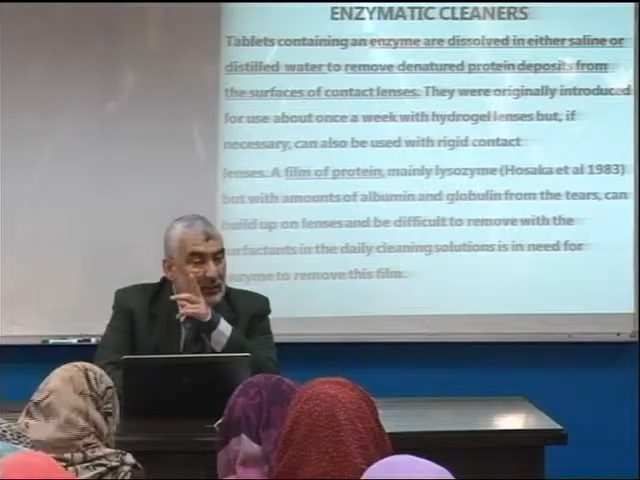 ENZYMATIC CLEANERS
Tablets containing an enzyme are dissolved in either saline or
distilled water to remove denatured protein deposits from
the surfaces of contact lenses. They were originally introduced
for use about once a week with hydrogel lenses but, if
necessary, can also be used with rigid contact
lenses. A film of protein, mainly lysozyme (Hosaka et al 1983)
but with amounts of albumin and globulin from the tears, can
build up on lenses and be difficult to remove with the
surfactants in the daily cleaning solutions is in need for
enzyme to remove this film.